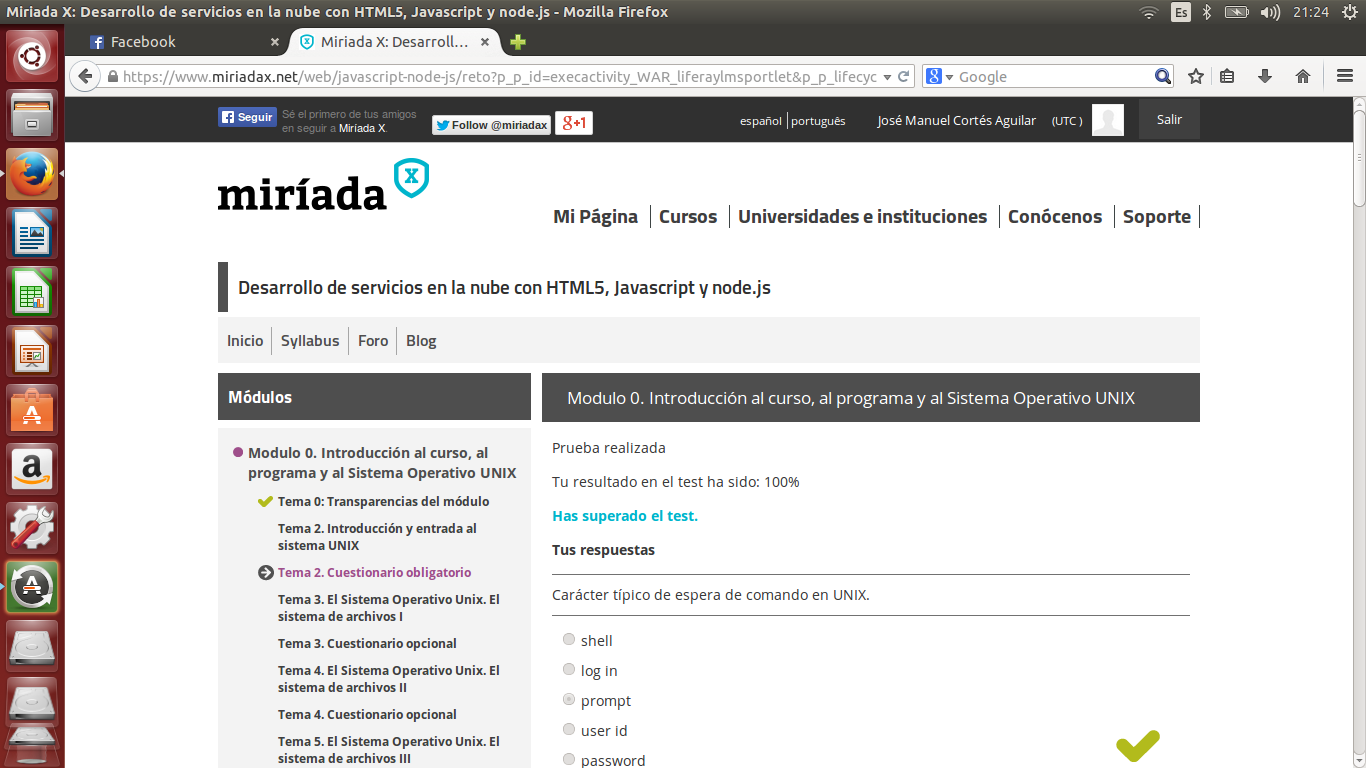 Miriada X: Desarrollo de servicios en la nube con HTML5, Javascript y node.js - Mozilla Firefox
Es
21:24
Facebook
Miriada X: Desarroll...
https://www.miriadax.net/web/javascript-node-js/reto?p_p_id=execactivity_WAR_liferaylmsportlet&p_p_lifecyc
Google
Seguir
Sé el primero de tus amigos
en seguir a Miríada X.
Follow @miriadax
g+1
español
português
José Manuel Cortés Aguilar
(UTC )
Salir
miríada X
Mi Página
Cursos
Universidades e instituciones
Conócenos
Soporte
Desarrollo de servicios en la nube con HTML5, Javascript y node.js
Inicio
Syllabus
Foro
Blog
Módulos
Modulo 0. Introducción al curso, al
programa y al Sistema Operativo UNIX
Tema 0: Transparencias del módulo
Tema 2. Introducción y entrada al
sistema UNIX
Tema 2. Cuestionario obligatorio
Tema 3. El Sistema Operativo Unix. El
sistema de archivos I
Tema 3. Cuestionario opcional
Tema 4. El Sistema Operativo Unix. El
sistema de archivos II
Tema 4. Cuestionario opcional
Tema 5. El Sistema Operativo Unix. El
sistema de archivos III
Modulo 0. Introducción al curso, al programa y al Sistema Operativo UNIX
Prueba realizada
Tu resultado en el test ha sido: 100%
Has superado el test.
Tus respuestas
Carácter típico de espera de comando en UNIX.
shell
log in
prompt
user id
password